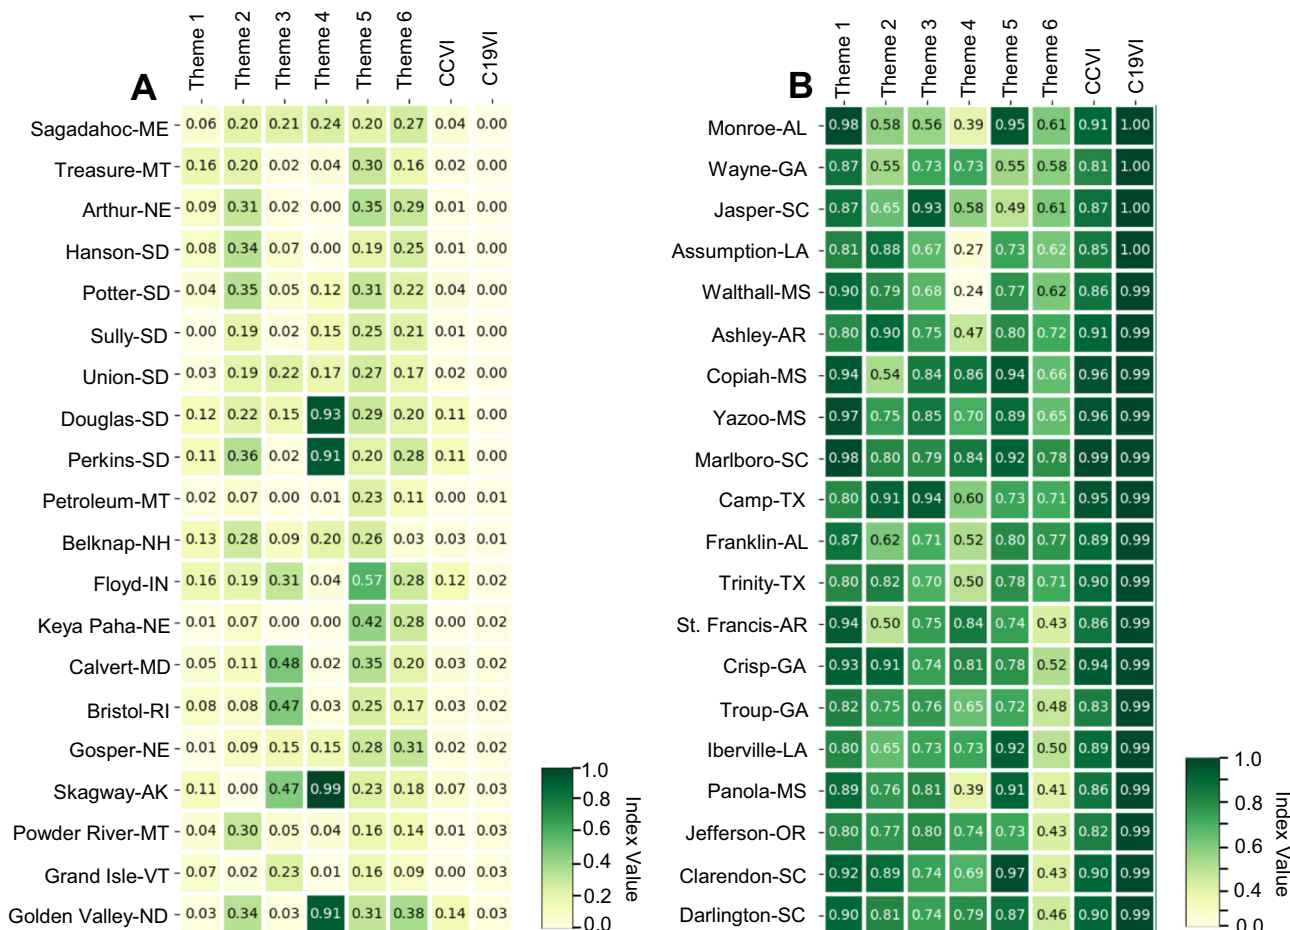 A Theme 1 Theme 2 Theme 3 Theme 4 Theme 5 Theme 6 CCVI C19VI
Sagadahoc-ME 0.06 0.20 0.21 0.24 0.20 0.27 0.04 0.00
Treasure-MT 0.16 0.20 0.02 0.04 0.30 0.16 0.02 0.00
Arthur-NE 0.09 0.31 0.02 0.00 0.35 0.29 0.01 0.00
Hanson-SD 0.08 0.34 0.07 0.00 0.19 0.25 0.01 0.00
Potter-SD 0.04 0.35 0.05 0.12 0.31 0.22 0.04 0.00
Sully-SD 0.00 0.19 0.02 0.15 0.25 0.21 0.01 0.00
Union-SD 0.03 0.19 0.22 0.17 0.27 0.17 0.02 0.00
Douglas-SD 0.12 0.22 0.15 0.93 0.29 0.20 0.11 0.00
Perkins-SD 0.11 0.36 0.02 0.91 0.20 0.28 0.11 0.00
Petroleum-MT 0.02 0.07 0.00 0.01 0.23 0.11 0.00 0.01
Belknap-NH 0.13 0.28 0.09 0.20 0.26 0.03 0.03 0.01
Floyd-IN 0.16 0.19 0.31 0.04 0.57 0.28 0.12 0.02
Keya Paha-NE 0.01 0.07 0.00 0.00 0.42 0.28 0.00 0.02
Calvert-MD 0.05 0.11 0.48 0.02 0.35 0.20 0.03 0.02
Bristol-RI 0.08 0.08 0.47 0.03 0.25 0.17 0.03 0.02
Gosper-NE 0.01 0.09 0.15 0.15 0.28 0.31 0.02 0.02
Skagway-AK 0.11 0.00 0.47 0.99 0.23 0.18 0.07 0.03
Powder River-MT 0.04 0.30 0.05 0.04 0.16 0.14 0.01 0.03
Grand Isle-VT 0.07 0.02 0.23 0.01 0.16 0.09 0.00 0.03
Golden Valley-ND 0.03 0.34 0.03 0.91 0.31 0.38 0.14 0.03
1.0
0.8
0.6
0.4
0.2
0.0
Index Value
B Theme 1 Theme 2 Theme 3 Theme 4 Theme 5 Theme 6 CCVI C19VI
Monroe-AL 0.98 0.58 0.56 0.39 0.95 0.61 0.91 1.00
Wayne-GA 0.87 0.55 0.73 0.73 0.55 0.58 0.81 1.00
Jasper-SC 0.87 0.65 0.93 0.58 0.49 0.61 0.87 1.00
Assumption-LA 0.81 0.88 0.67 0.27 0.73 0.62 0.85 1.00
Walthall-MS 0.90 0.79 0.68 0.24 0.77 0.62 0.86 0.99
Ashley-AR 0.80 0.90 0.75 0.47 0.80 0.72 0.91 0.99
Copiah-MS 0.94 0.54 0.84 0.86 0.94 0.66 0.96 0.99
Yazoo-MS 0.97 0.75 0.85 0.70 0.89 0.65 0.96 0.99
Marlboro-SC 0.98 0.80 0.79 0.84 0.92 0.78 0.99 0.99
Camp-TX 0.80 0.91 0.94 0.60 0.73 0.71 0.95 0.99
Franklin-AL 0.87 0.62 0.71 0.52 0.80 0.77 0.89 0.99
Trinity-TX 0.80 0.82 0.70 0.50 0.78 0.71 0.90 0.99
St. Francis-AR 0.94 0.50 0.75 0.84 0.74 0.43 0.86 0.99
Crisp-GA 0.93 0.91 0.74 0.81 0.78 0.52 0.94 0.99
Troup-GA 0.82 0.75 0.76 0.65 0.72 0.48 0.83 0.99
Iberville-LA 0.80 0.65 0.73 0.73 0.92 0.50 0.89 0.99
Panola-MS 0.89 0.76 0.81 0.39 0.91 0.41 0.86 0.99
Jefferson-OR 0.80 0.77 0.80 0.74 0.73 0.43 0.82 0.99
Clarendon-SC 0.92 0.89 0.74 0.69 0.97 0.43 0.90 0.99
Darlington-SC 0.90 0.81 0.74 0.79 0.87 0.46 0.90 0.99
1.0
0.8
0.6
0.4
0.0
Index Value